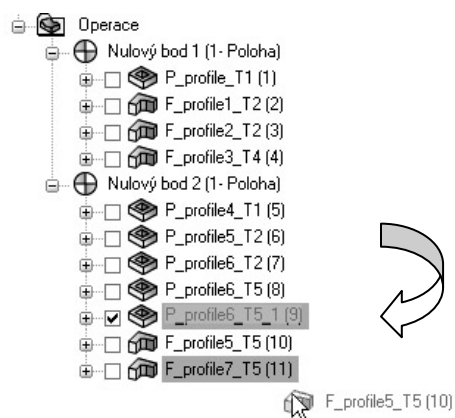 Operace
Nulový bod 1 (1- Poloha)
P_profile_T1 (1)
F_profile1_T2 (2)
F_profile2_T2 (3)
F_profile3_T4 (4)
Nulový bod 2 (1- Poloha)
P_profile4_T1 (5)
P_profile5_T2 (6)
P_profile6_T2 (7)
P_profile6_T5 (8)
P_profile6_T5_1 (9)
F_profile5_T5 (10)
F_profile7_T5 (11)
F_profile5_T5 (10)